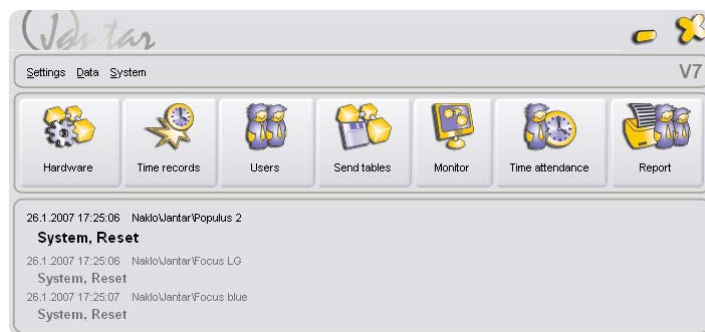 Jantar
Settings Data System V7
Hardware Time records Users Send tables Monitor Time attendance Report
26.1.2007 17:25:06 Naklo\Jantar\Populus 2
System, Reset
26.1.2007 17:25:06 Naklo\Jantar\Focus LG
System, Reset
26.1.2007 17:25:07 Naklo\Jantar\Focus blue
System, Reset